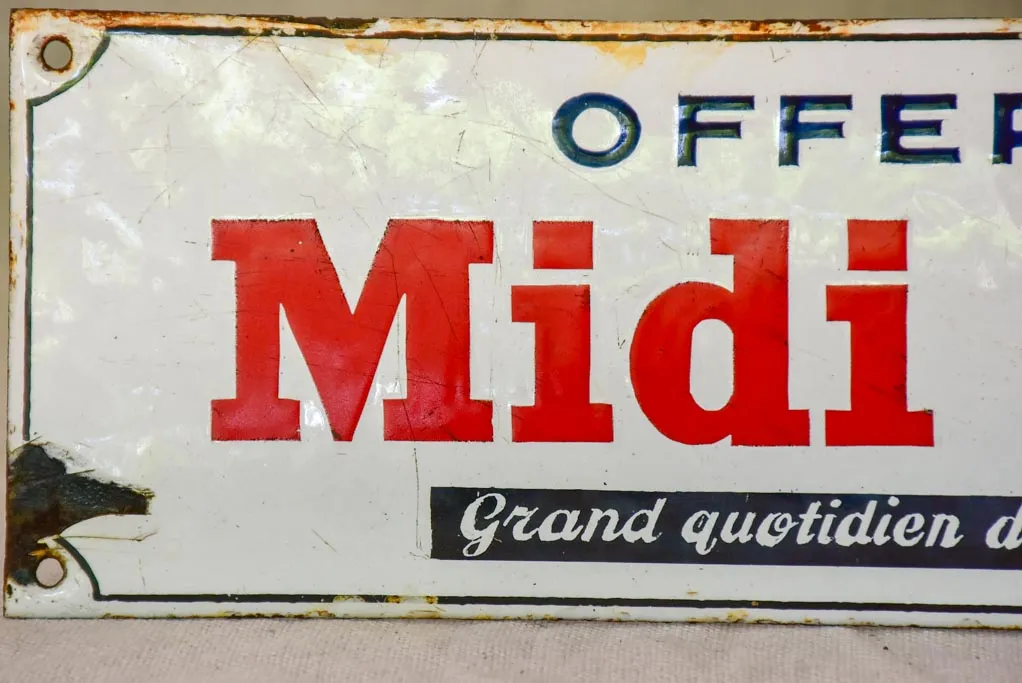 OFFER
Midi
Grand quotidien d